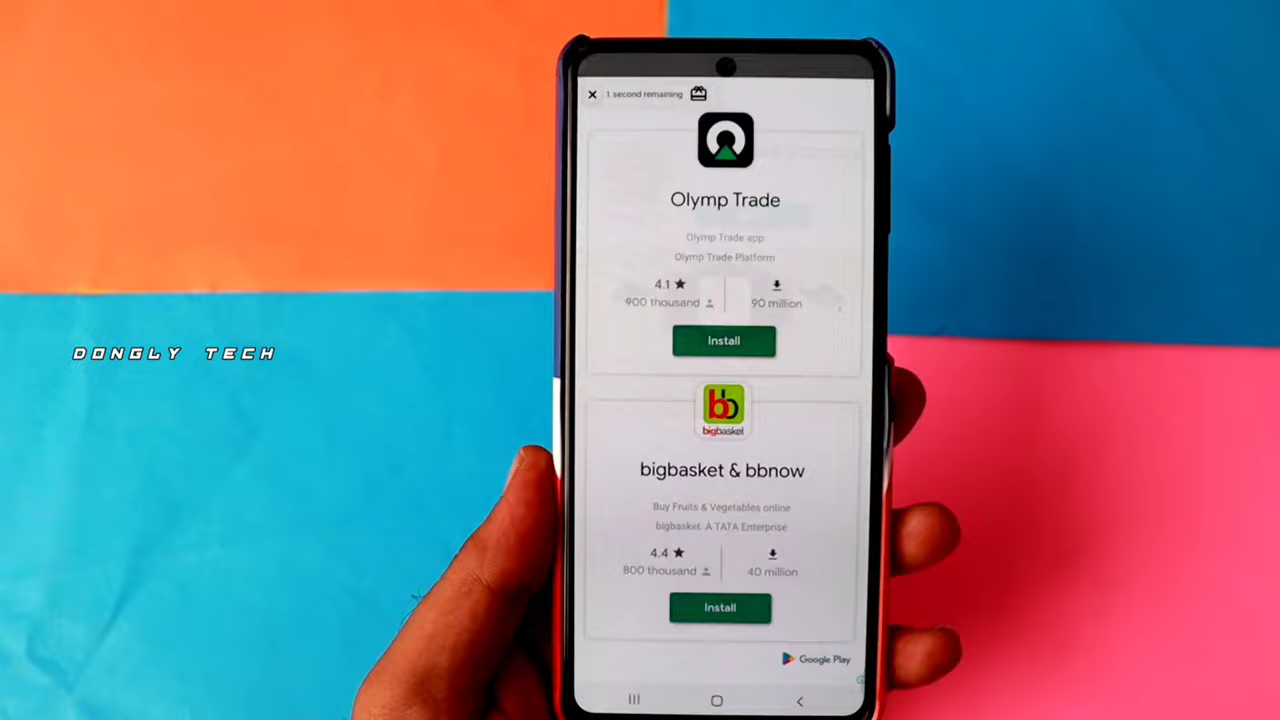 1 second remaining
Olymp Trade
Olymp Trade app
Olymp Trade Platform
4.1 ★
900 thousand
90 million
Install
DONGLY TECH
bb
bigbasket
bigbasket & bbnow
Buy Fruits & Vegetables online
bigbasket. A TATA Enterprise
4.4 ★
800 thousand
40 million
Install
Google Play